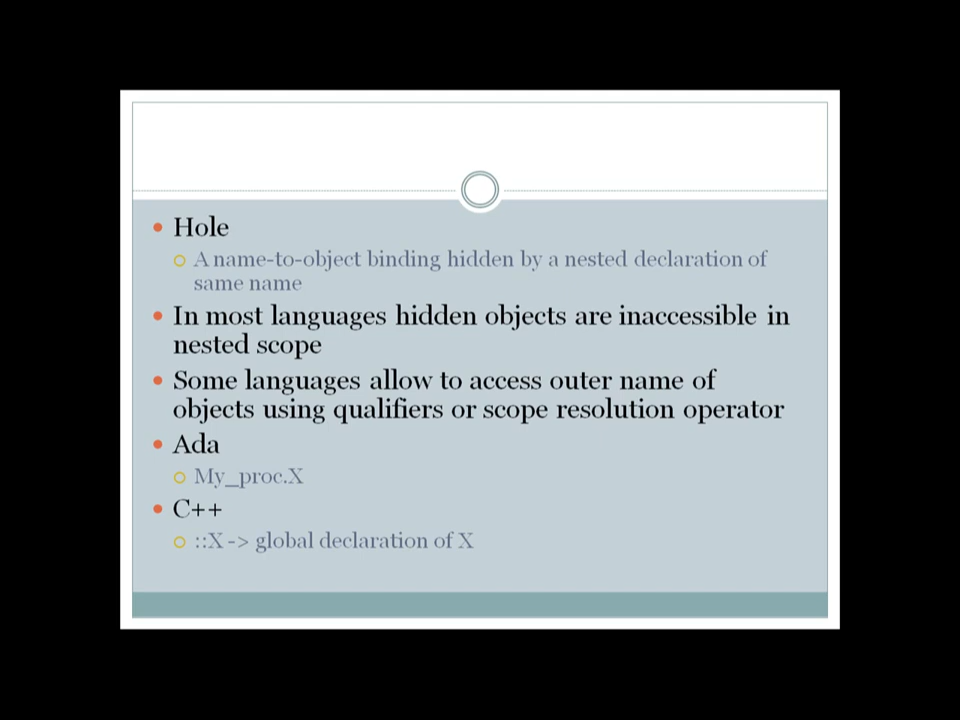 Hole
A name-to-object binding hidden by a nested declaration of
same name
In most languages hidden objects are inaccessible in
nested scope
Some languages allow to access outer name of
objects using qualifiers or scope resolution operator
Ada
My_proc.X
C++
::X -> global declaration of X